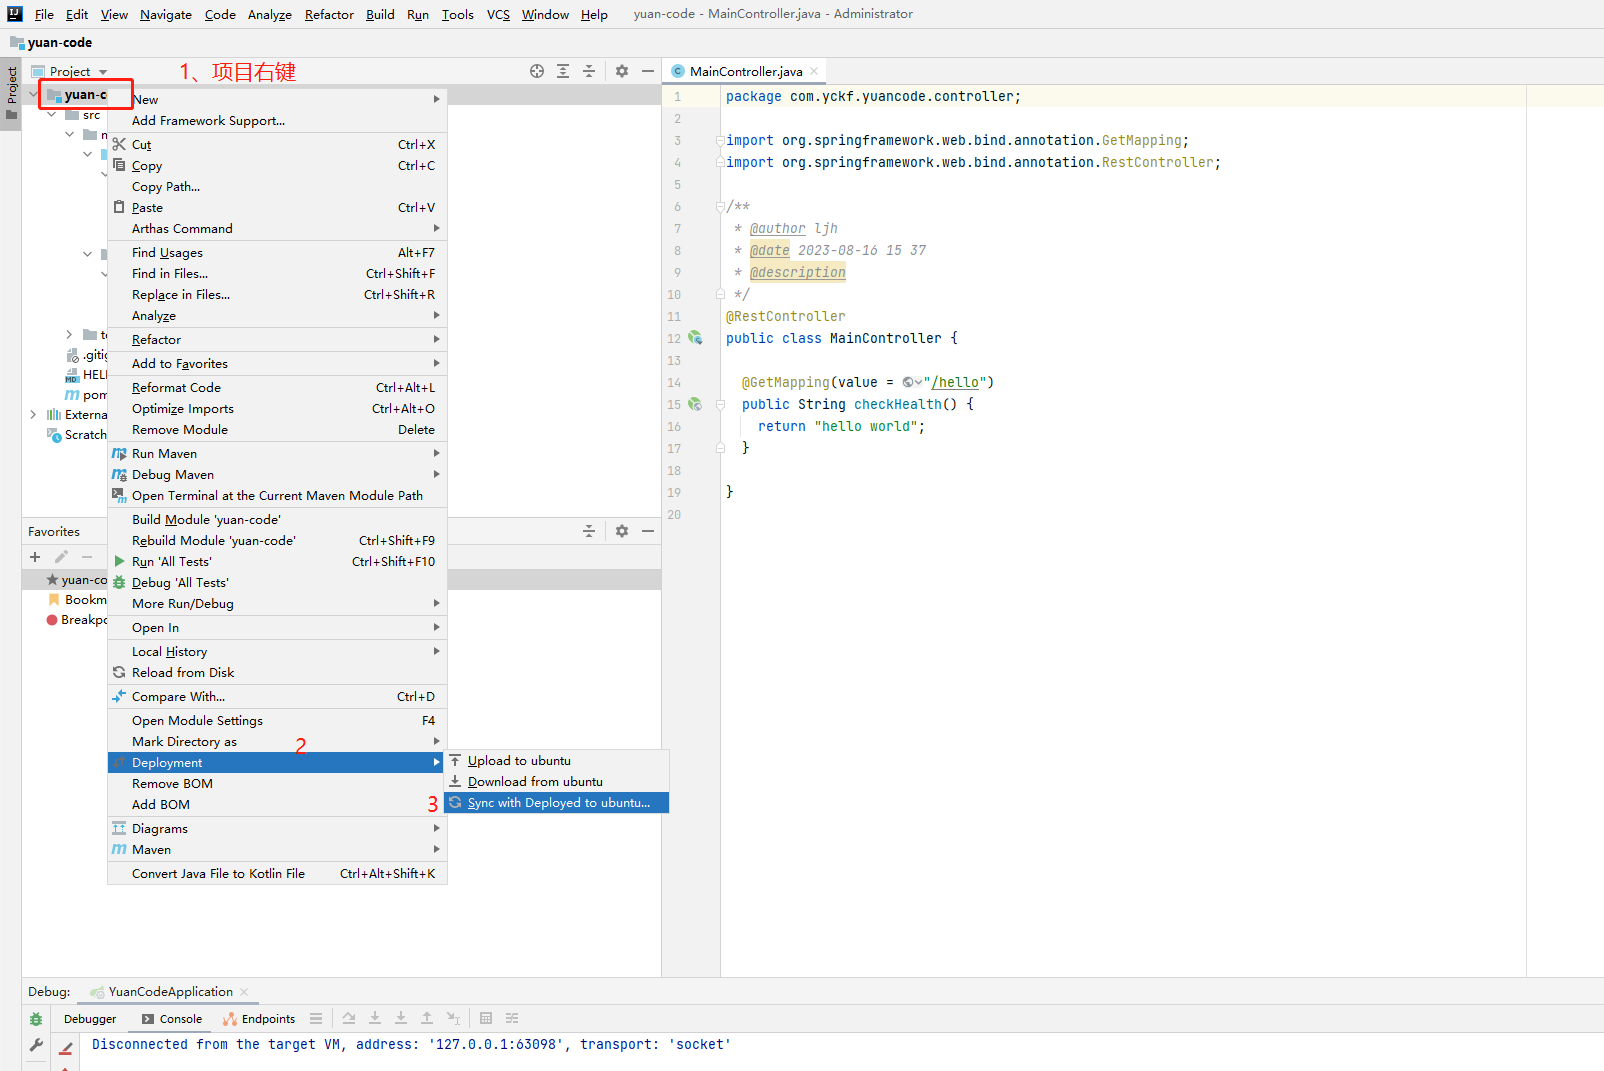 File Edit View Navigate Code Analyze Refactor Build Run Tools VCS Window Help yuan-code - MainController.java - Administrator
yuan-code
Project
Project
1、项目右键
yuan-c
src
.gitig
HEL
pom
Externa
Scratch
New
Add Framework Support...
Cut Ctrl+X
Copy Ctrl+C
Copy Path...
Paste Ctrl+V
Arthas Command
Find Usages Alt+F7
Find in Files... Ctrl+Shift+F
Replace in Files... Ctrl+Shift+R
Analyze
Refactor
Add to Favorites
Reformat Code Ctrl+Alt+L
Optimize Imports Ctrl+Alt+O
Remove Module Delete
Run Maven
Debug Maven
Open Terminal at the Current Maven Module Path
Build Module 'yuan-code'
Rebuild Module 'yuan-code' Ctrl+Shift+F9
Run 'All Tests' Ctrl+Shift+F10
Debug 'All Tests'
More Run/Debug
Open In
Local History
Reload from Disk
Compare With... Ctrl+D
Open Module Settings F4
Mark Directory as
2
Deployment
Remove BOM
Add BOM
Diagrams
Maven
Convert Java File to Kotlin File Ctrl+Alt+Shift+K
Upload to ubuntu
Download from ubuntu
3
Sync with Deployed to ubuntu...
Favorites
yuan-co
Bookm
Breakpo
MainController.java
1 package com.yckf.yuancode.controller;
2
3 import org.springframework.web.bind.annotation.GetMapping;
4 import org.springframework.web.bind.annotation.RestController;
5
6 /**
7 * @author ljh
8 * @date 2023-08-16 15 37
9 * @description
10 */
11 @RestController
12 public class MainController {
13
14 @GetMapping(value = "/hello")
15 public String checkHealth() {
16 return "hello world";
17 }
18
19 }
20
Debug: YuanCodeApplication
Debugger Console Endpoints
Disconnected from the target VM, address: '127.0.0.1:63098', transport: 'socket'